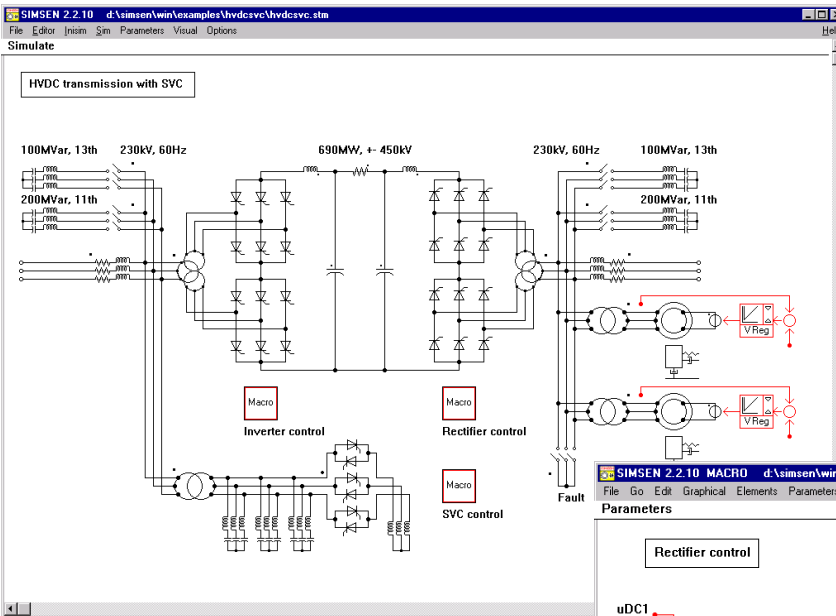 SIMSEN 2.2.10 d:\simsen\win\examples\hvdcsvc\hvdcsvc.stm
File Editor Inisim Sim Parameters Visual Options Hel
Simulate
HVDC transmission with SVC
100MVar, 13th 230kV, 60Hz 690MW, +- 450kV 230kV, 60Hz 100MVar, 13th
200MVar, 11th 200MVar, 11th
V Reg
Macro Macro
Inverter control Rectifier control
V Reg
Macro
SVC control
Fault
SIMSEN 2.2.10 MACRO d:\simsen\win
File Go Edit Graphical Elements Parameters
Parameters
Rectifier control
uDC1